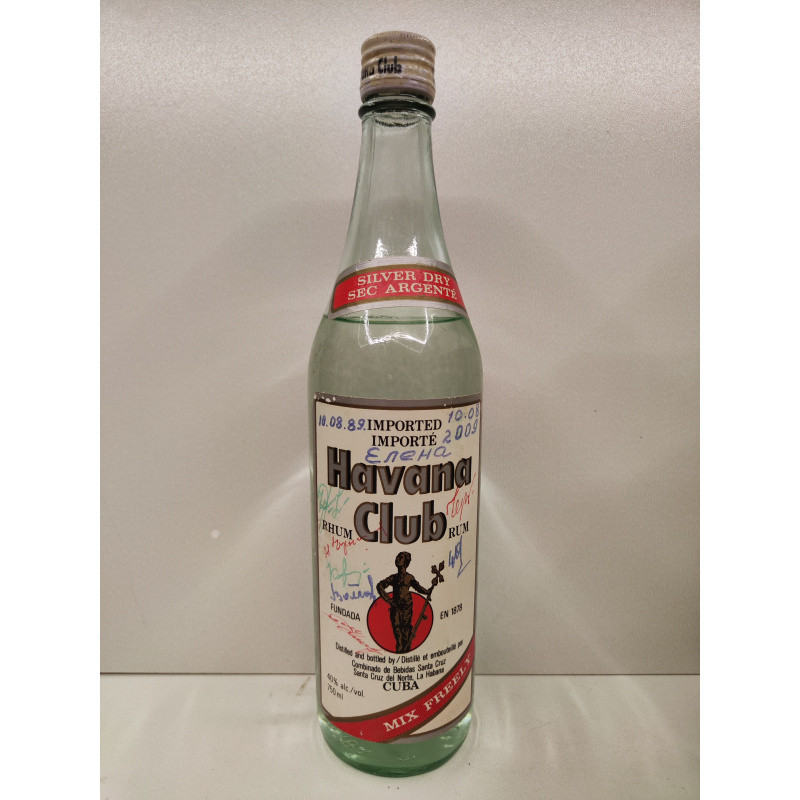 na Club
SILVER DRY
SEC ARGENTÉ
10.08.89. IMPORTED 10.08
IMPORTÉ 2009
Елена
Havana
Club
RHUM RUM
FUNDADA EN 1878
Distilled and bottled by / Distillé et embouteillé par
Combinado de Bebidas Santa Cruz
Santa Cruz del Norte, La Habana
CUBA
40% alc./vol.
750 ml
MIX FREELY